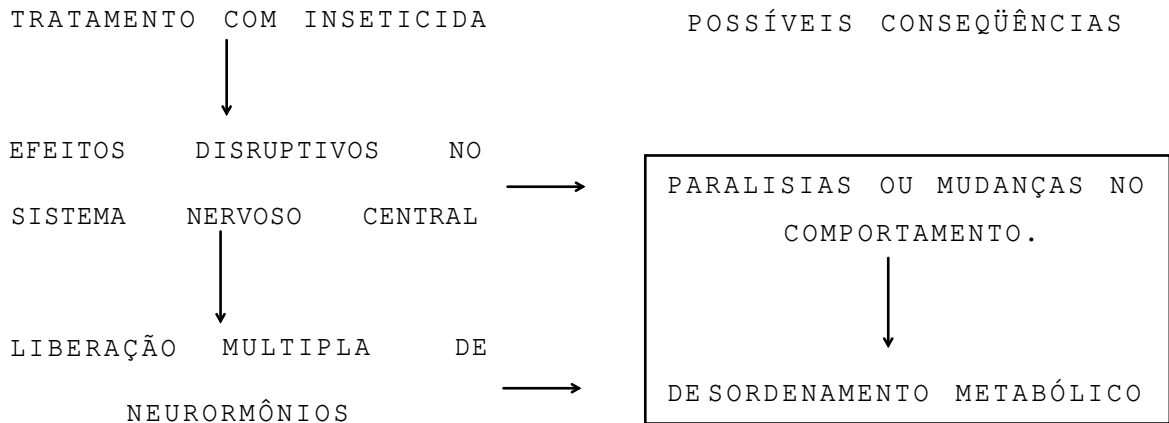 TRATAMENTO COM INSETICIDA
POSSÍVEIS CONSEQÜÊNCIAS
EFEITOS DISRUPTIVOS NO
SISTEMA NERVOSO CENTRAL
PARALISIAS OU MUDANÇAS NO
COMPORTAMENTO.
LIBERAÇÃO MULTIPLA DE
NEURORMÔNIOS
DESORDENAMENTO METABÓLICO